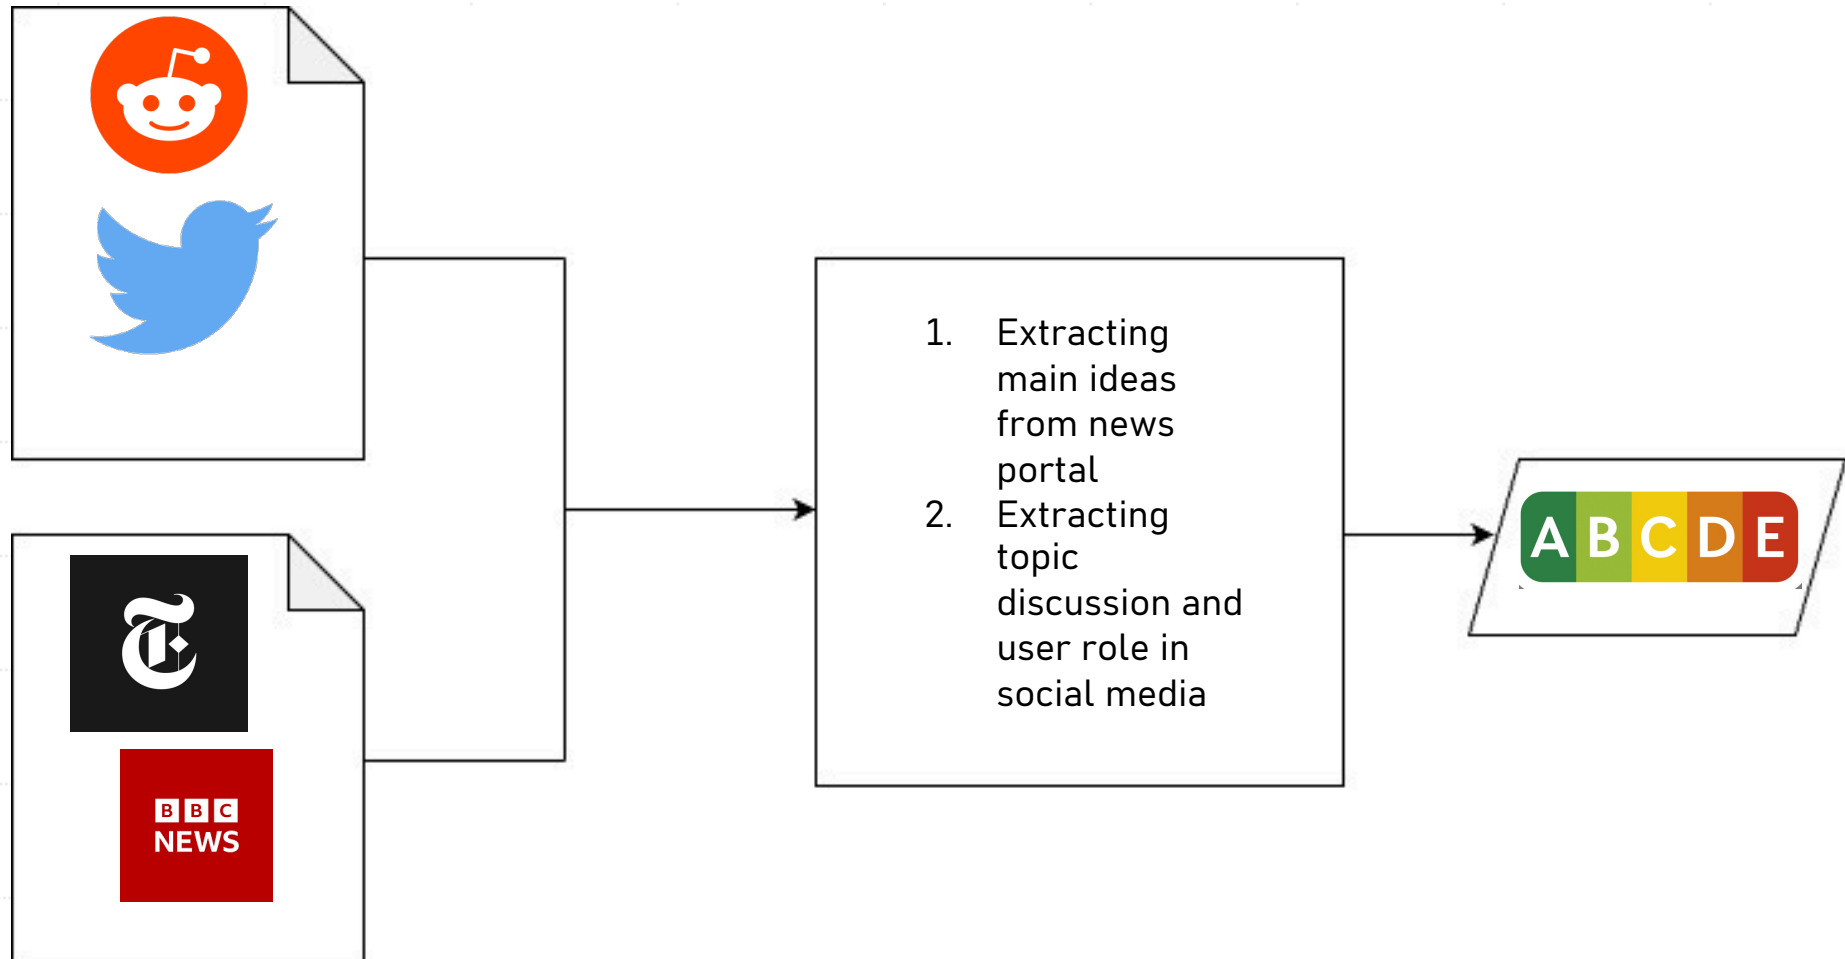 1. Extracting
main ideas
from news
portal
2. Extracting
topic
discussion and
user role in
social media
A B C D E
T
BBC
NEWS